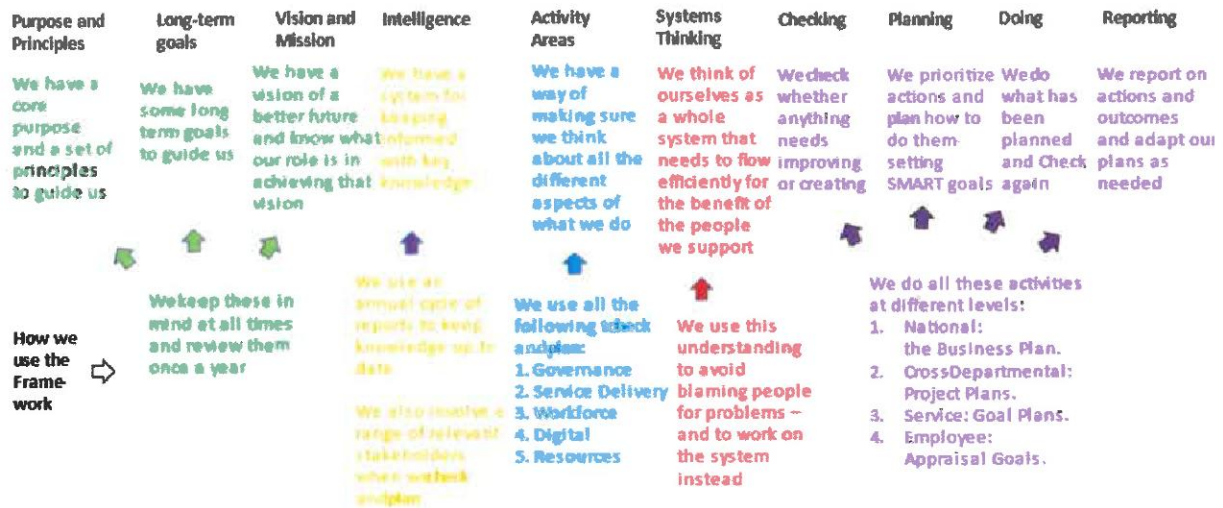 Purpose and
Principles
Long-term
goals
Vision and
Mission
Intelligence
Activity
Areas
Systems
Thinking
Checking
Planning
Doing
Reporting
We have a
core
purpose
and a set of
principles
to guide us
We have
some long
term goals
to guide us
We have a
vision of a
better future
and know what
our role is in
achieving that
vision
We have a
system for
keeping
informed
with key
knowledge
We have a
way of
making sure
we think
about all the
different
aspects of
what we do
We think of
ourselves as
a whole
system that
needs to flow
efficiently for
the benefit of
the people
we support
We check
whether
anything
needs
improving
or creating
We prioritize
actions and
plan how to
do them-
setting
SMART goals
We do
what has
been
planned
and Check
again
We report on
actions and
outcomes
and adapt our
plans as
needed
How we
use the
Frame-
work
We keep these in
mind at all times
and review them
once a year
We use an
annual cycle of
reports to keep
knowledge up to
date
We also involve a
range of relevant
stakeholders
when we
andplan
We use all the
following
andplan:
1. Governance
2. Service Delivery
3. Workforce
4. Digital
5. Resources
We use this
understanding
to avoid
blaming people
for problems –
and to work on
the system
instead
We do all these activities
at different levels:
1. National:
the Business Plan.
2. CrossDepartmental:
Project Plans.
3. Service: Goal Plans.
4. Employee:
Appraisal Goals.